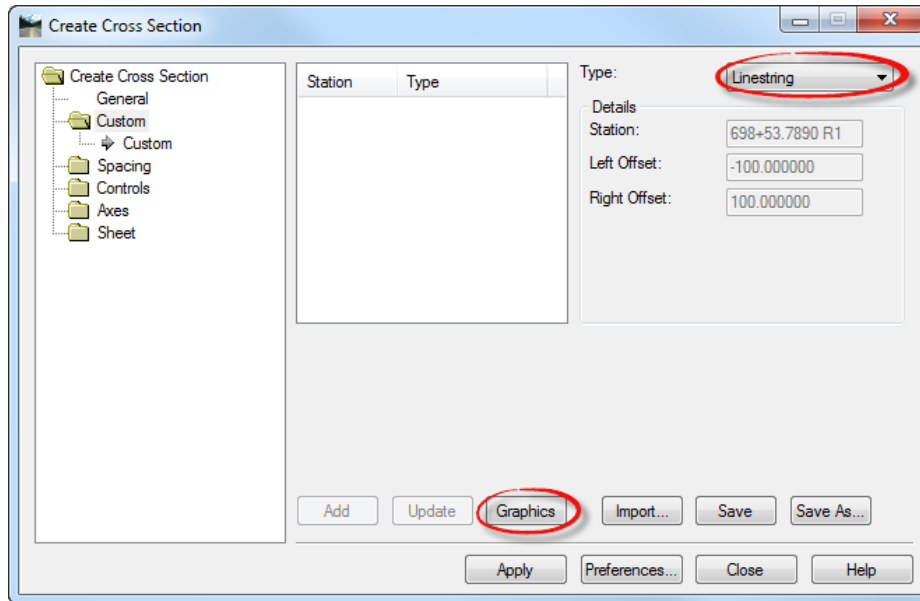 Create Cross Section
Create Cross Section
General
Custom
Custom
Spacing
Controls
Axes
Sheet
Station Type
Type: Linestring
Details
Station: 698+53.7890 R1
Left Offset: -100.000000
Right Offset: 100.000000
Add Update Graphics Import... Save Save As...
Apply Preferences... Close Help